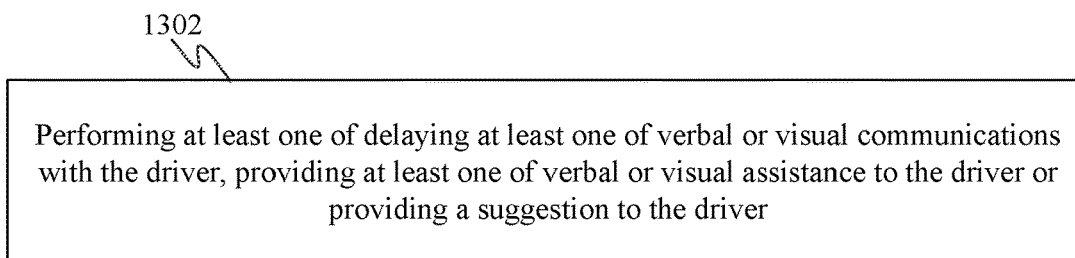 1302
Performing at least one of delaying at least one of verbal or visual communications
with the driver, providing at least one of verbal or visual assistance to the driver or
providing a suggestion to the driver